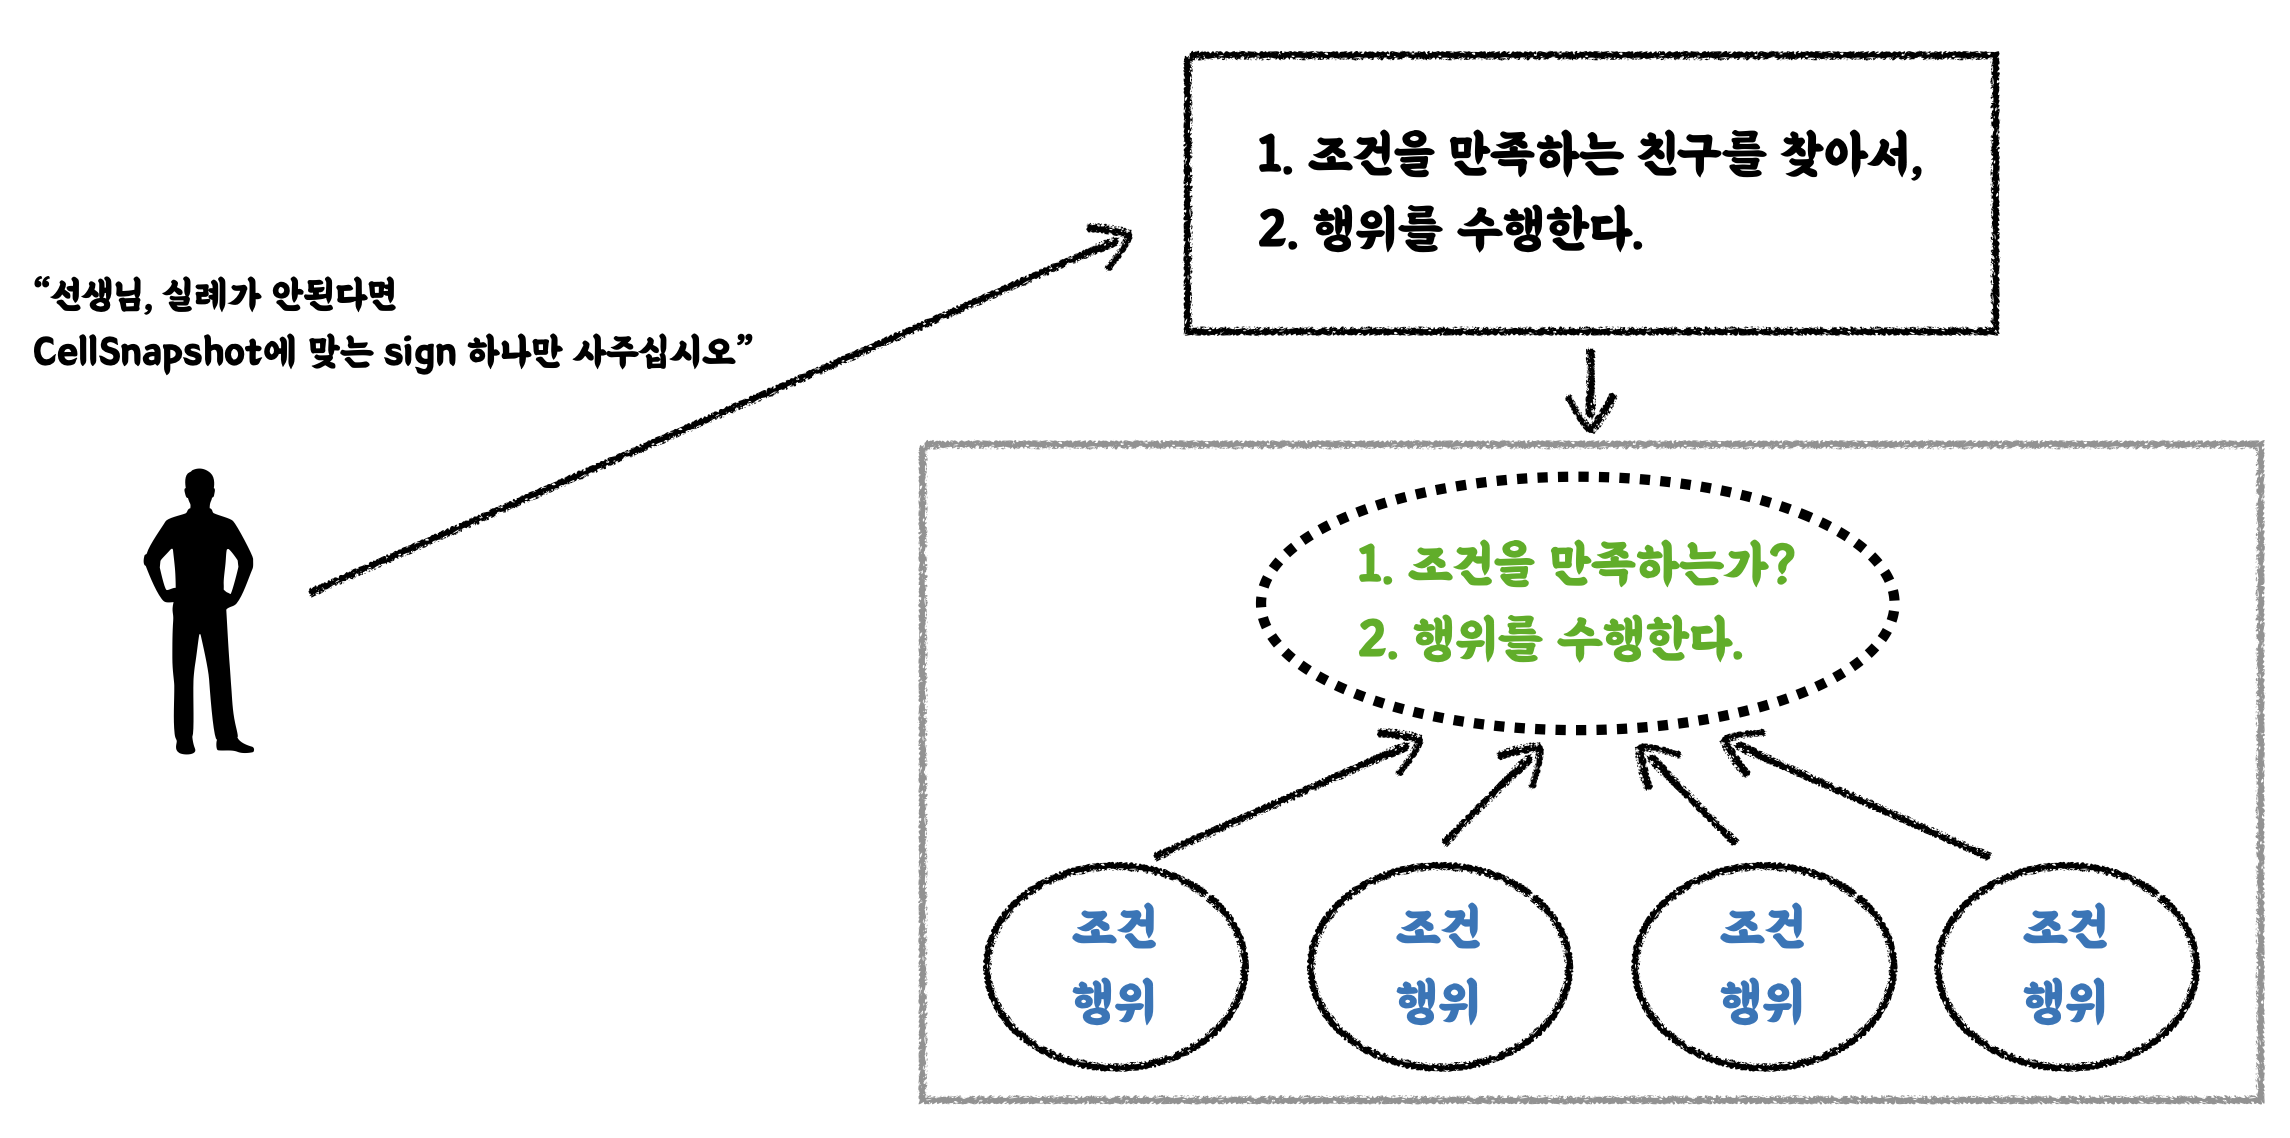 “선생님, 실례가 안된다면
CellSnapshot에 맞는 sign 하나만 사주십시오”
1. 조건을 만족하는 친구를 찾아서,
2. 행위를 수행한다.
1. 조건을 만족하는가?
2. 행위를 수행한다.
조건
행위
조건
행위
조건
행위
조건
행위